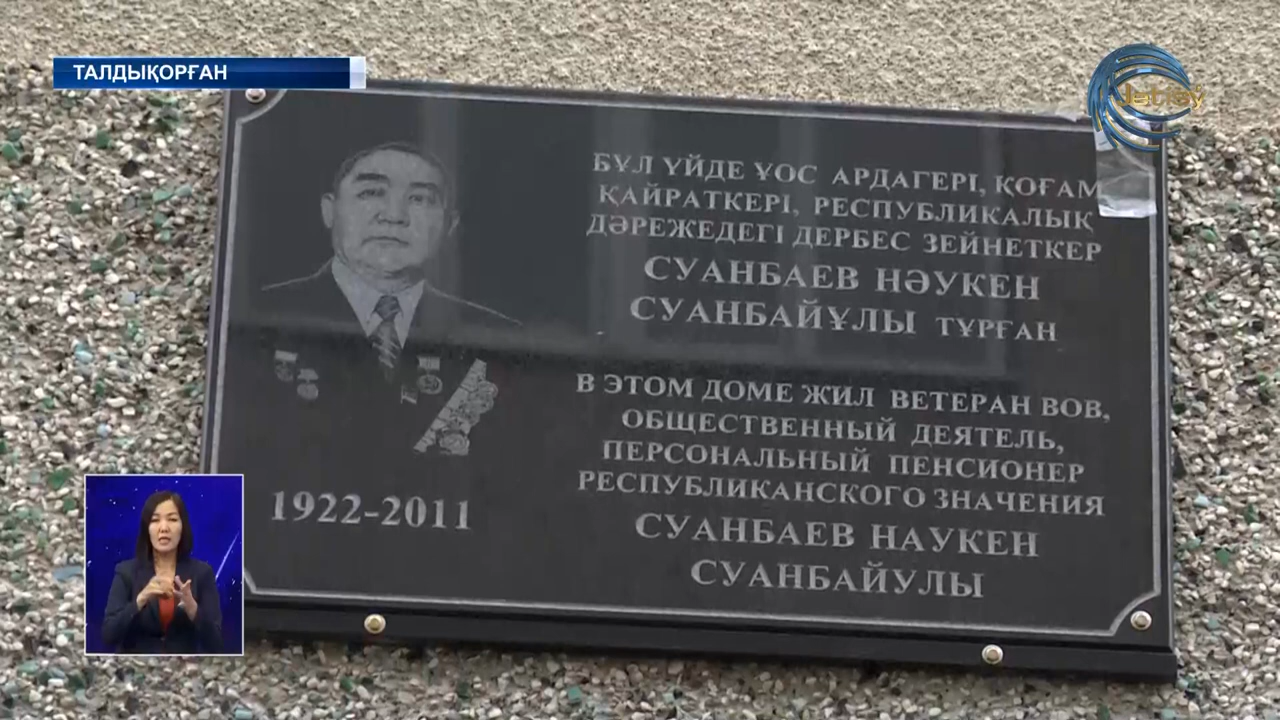 ТАЛДЫҚОРҒАН
Jetisý
БҰЛ ҮЙДЕ ҰОС АРДАГЕРІ, ҚОҒАМ
ҚАЙРАТКЕРІ, РЕСПУБЛИКАЛЫҚ
ДӘРЕЖЕДЕГІ ДЕРБЕС ЗЕЙНЕТКЕР
СУАНБАЕВ НӘУКЕН
СУАНБАЙҰЛЫ ТҰРҒАН
В ЭТОМ ДОМЕ ЖИЛ ВЕТЕРАН ВОВ,
ОБЩЕСТВЕННЫЙ ДЕЯТЕЛЬ,
ПЕРСОНАЛЬНЫЙ ПЕНСИОНЕР
РЕСПУБЛИКАНСКОГО ЗНАЧЕНИЯ
СУАНБАЕВ НАУКЕН
СУАНБАЙУЛЫ
1922-2011